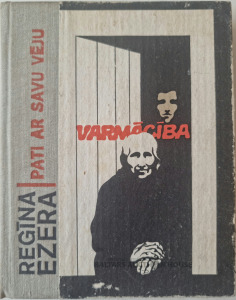 REGĪNA
EZERA
PATI AR SAVU VĒJU
VARMĀCĪBA